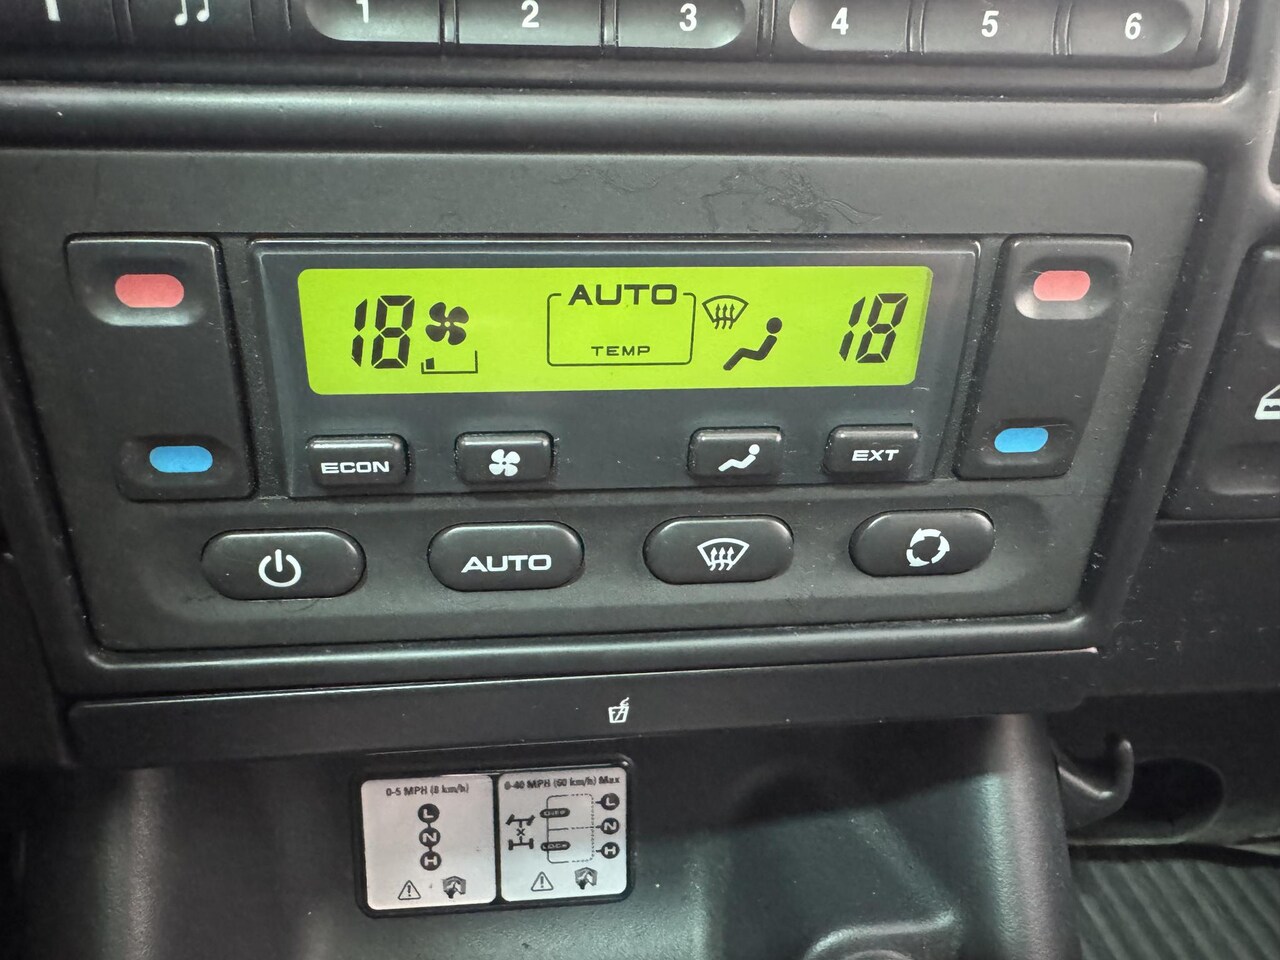 1 2 3 4 5 6
18 AUTO 18
TEMP
ECON EXT
AUTO
0-5 MPH (8 km/h)
L
N
H
0-40 MPH (60 km/h) Max
L
N
H